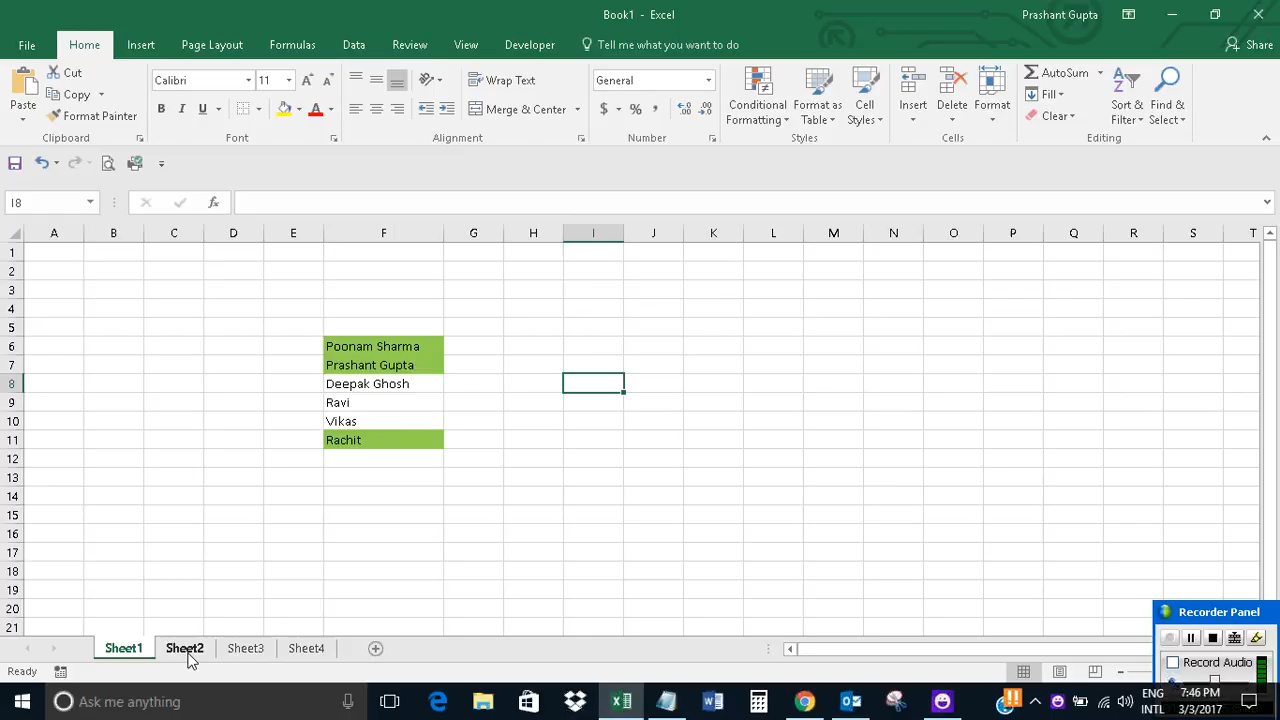 Book1 - Excel
Prashant Gupta
File Home Insert Page Layout Formulas Data Review View Developer Tell me what you want to do Share
Paste
Cut
Copy
Format Painter
Clipboard
Calibri 11
B I U
Font
Wrap Text
Merge & Center
Alignment
General
$ % ,
Number
Conditional Formatting
Format as Table
Cell Styles
Styles
Insert Delete Format
Cells
AutoSum
Fill
Clear
Sort & Filter
Find & Select
Editing
I8
fx
A B C D E F G H I J K L M N O P Q R S T
1
2
3
4
5
6 Poonam Sharma
7 Prashant Gupta
8 Deepak Ghosh
9 Ravi
10 Vikas
11 Rachit
12
13
14
15
16
17
18
19
20
21
Sheet1 Sheet2 Sheet3 Sheet4
Ready
Recorder Panel
Record Audio
Ask me anything
ENG
INTL
7:46 PM
3/3/2017